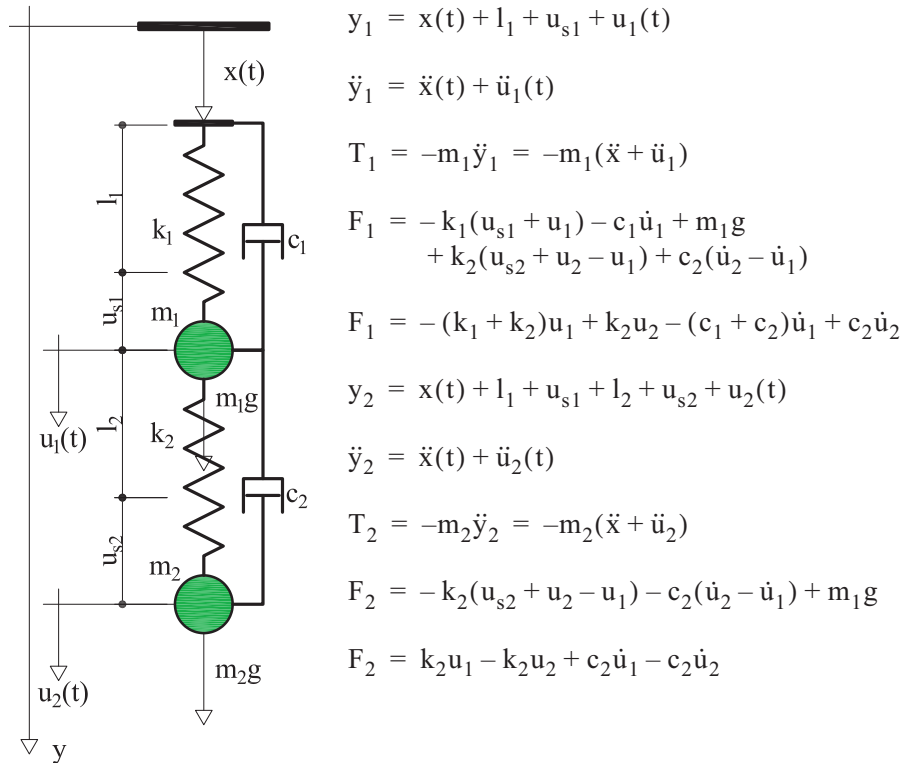 y₁ = x(t) + l₁ + uₛ₁ + u₁(t)
ÿ₁ = ẍ(t) + ü₁(t)
T₁ = –m₁ÿ₁ = –m₁(ẍ + ü₁)
F₁ = – k₁(uₛ₁ + u₁) – c₁u̇₁ + m₁g
+ k₂(uₛ₂ + u₂ – u₁) + c₂(u̇₂ – u̇₁)
F₁ = – (k₁ + k₂)u₁ + k₂u₂ – (c₁ + c₂)u̇₁ + c₂u̇₂
y₂ = x(t) + l₁ + uₛ₁ + l₂ + uₛ₂ + u₂(t)
ÿ₂ = ẍ(t) + ü₂(t)
T₂ = –m₂ÿ₂ = –m₂(ẍ + ü₂)
F₂ = – k₂(uₛ₂ + u₂ – u₁) – c₂(u̇₂ – u̇₁) + m₁g
F₂ = k₂u₁ – k₂u₂ + c₂u̇₁ – c₂u̇₂
x(t)
l₁
k₁
c₁
uₛ₁
m₁
m₁g
u₁(t)
l₂
k₂
c₂
uₛ₂
m₂
m₂g
u₂(t)
y